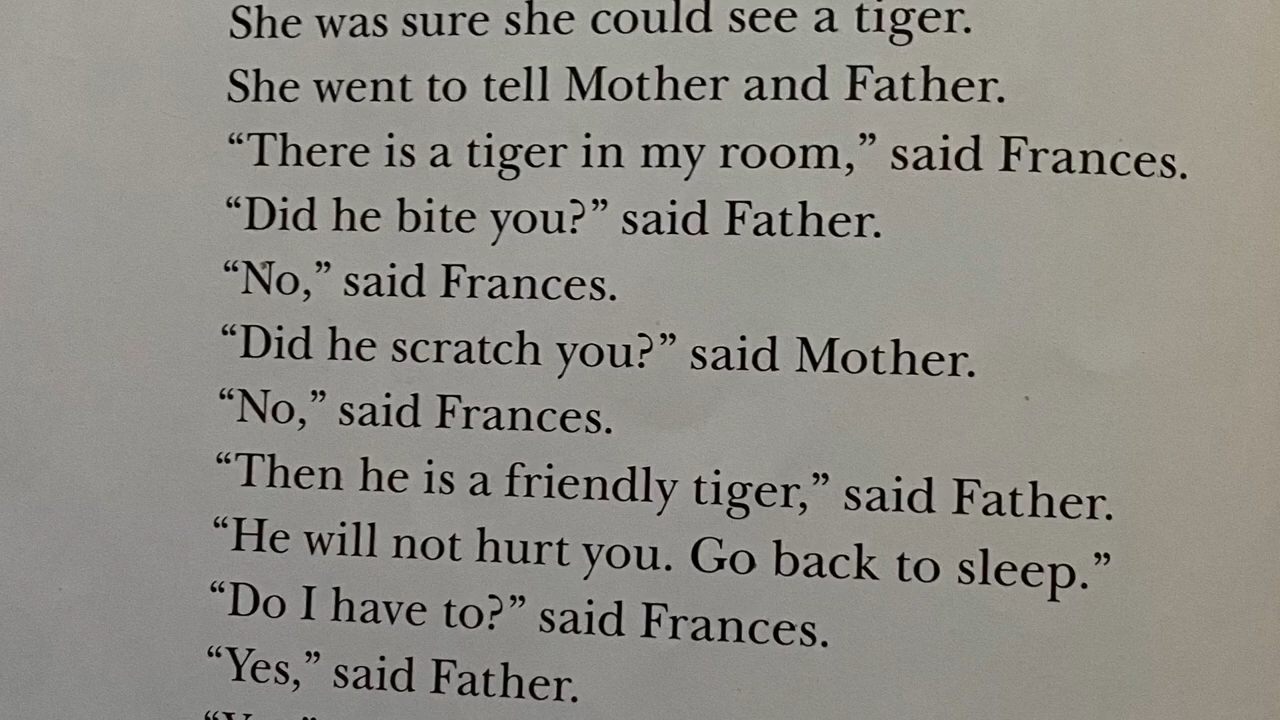 She was sure she could see a tiger.
She went to tell Mother and Father.
“There is a tiger in my room,” said Frances.
“Did he bite you?” said Father.
“No,” said Frances.
“Did he scratch you?” said Mother.
“No,” said Frances.
“Then he is a friendly tiger,” said Father.
“He will not hurt you. Go back to sleep.”
“Do I have to?” said Frances.
“Yes,” said Father.